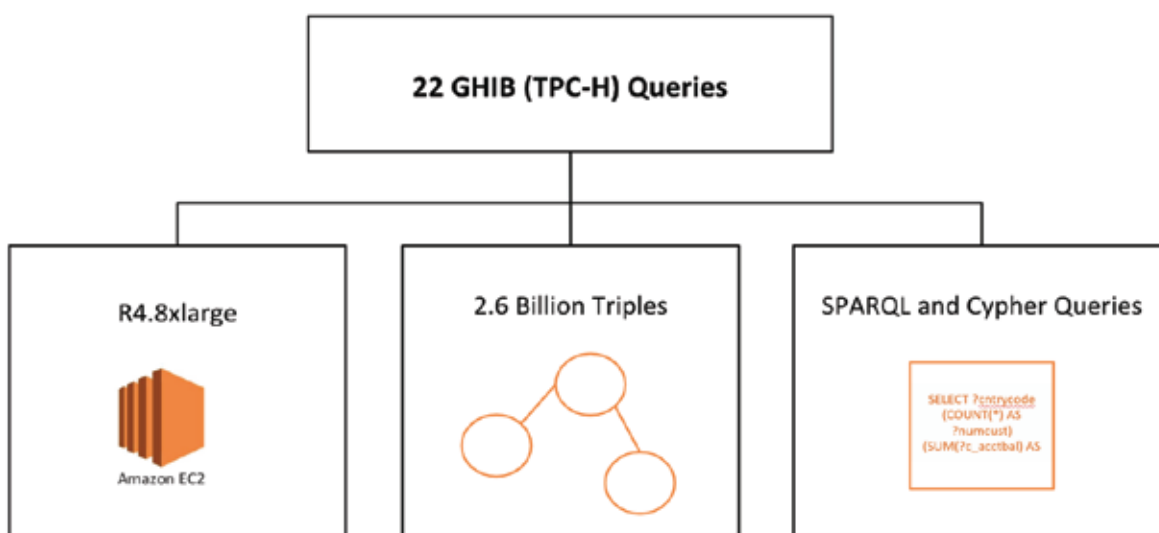 22 GHIB (TPC-H) Queries
R4.8xlarge
Amazon EC2
2.6 Billion Triples
SPARQL and Cypher Queries
SELECT ?cntrycode
(COUNT(*) AS
?numcust)
(SUM(?c_acctbal) AS